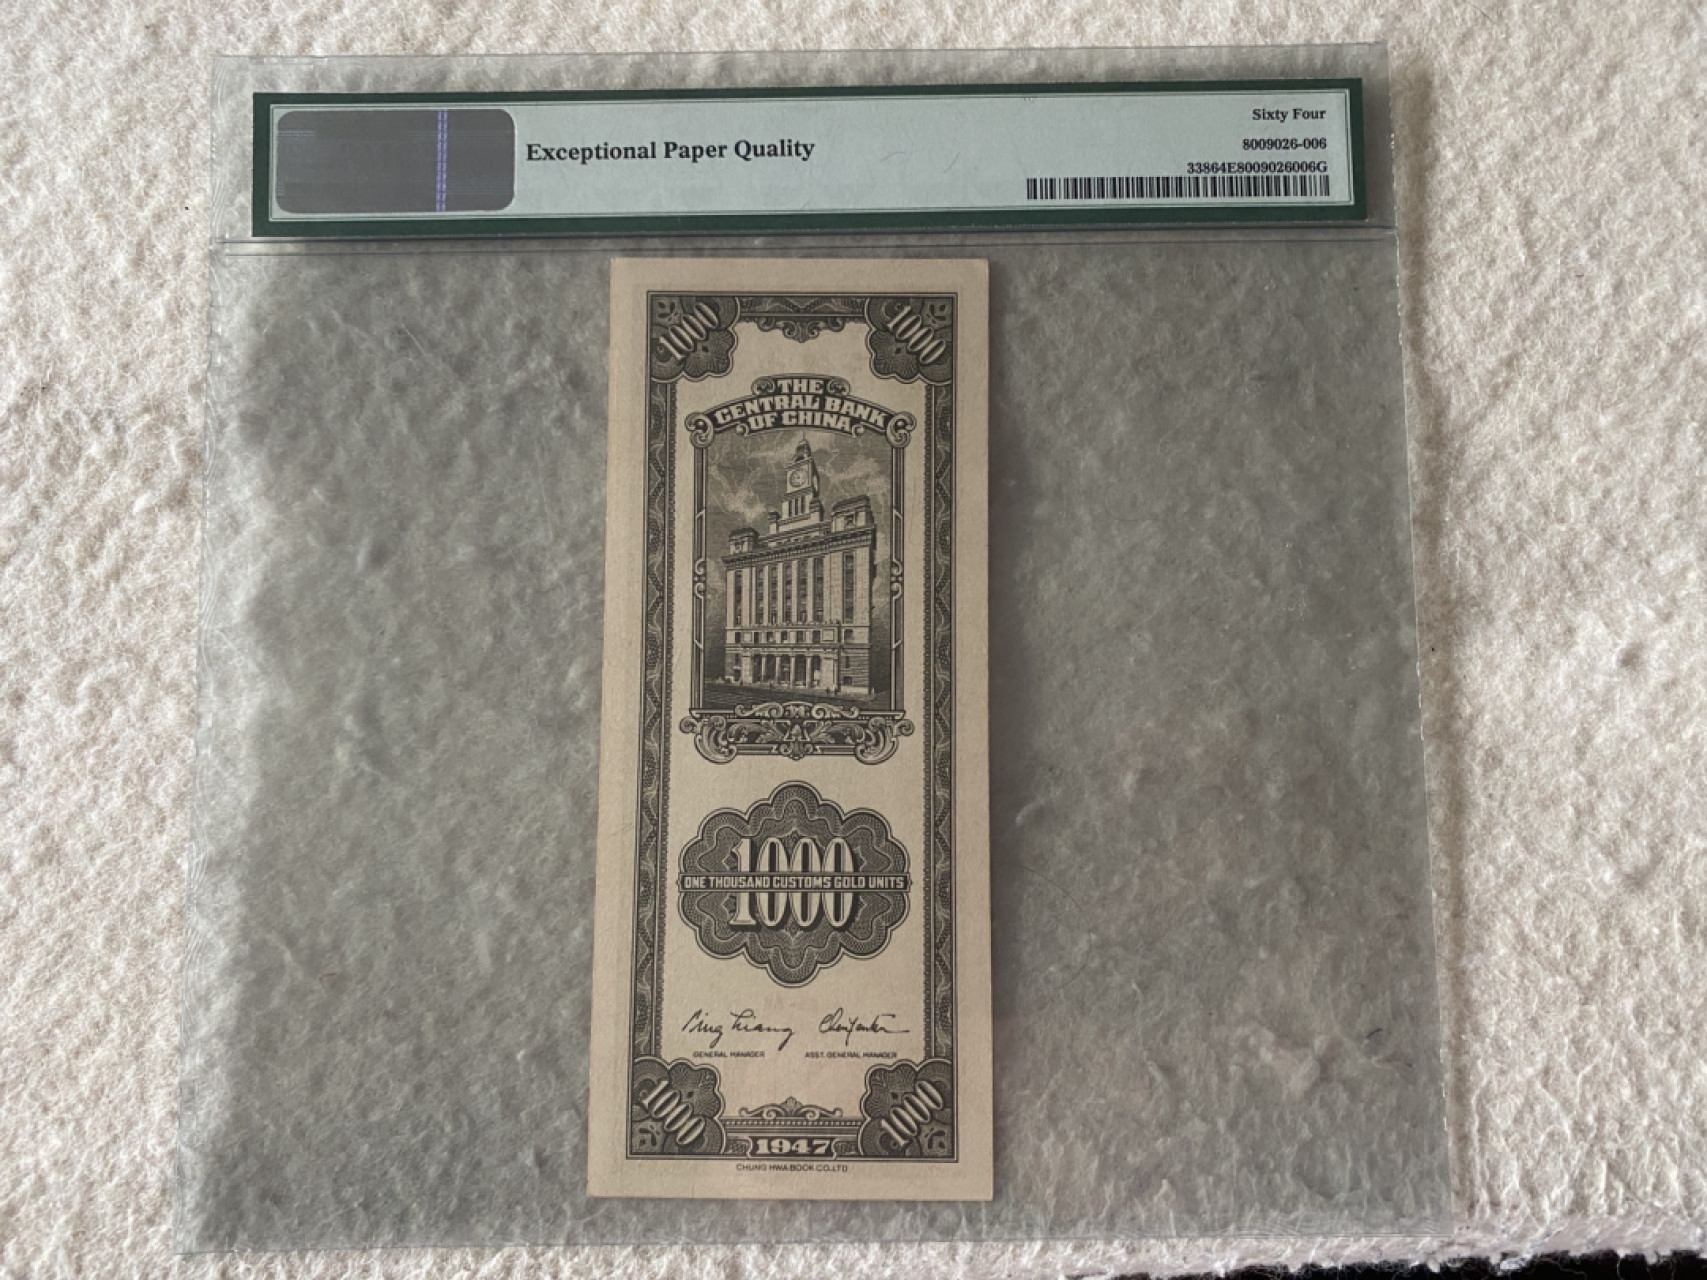 Sixty Four
Exceptional Paper Quality
8009026-006
33864E8009026006G
1000
1000
THE
CENTRAL BANK
OF CHINA
1000
ONE THOUSAND CUSTOMS GOLD UNITS
1000
GENERAL MANAGER
ASST. GENERAL MANAGER
1000
1000
1947
CHUNG HWA BOOK CO. LTD